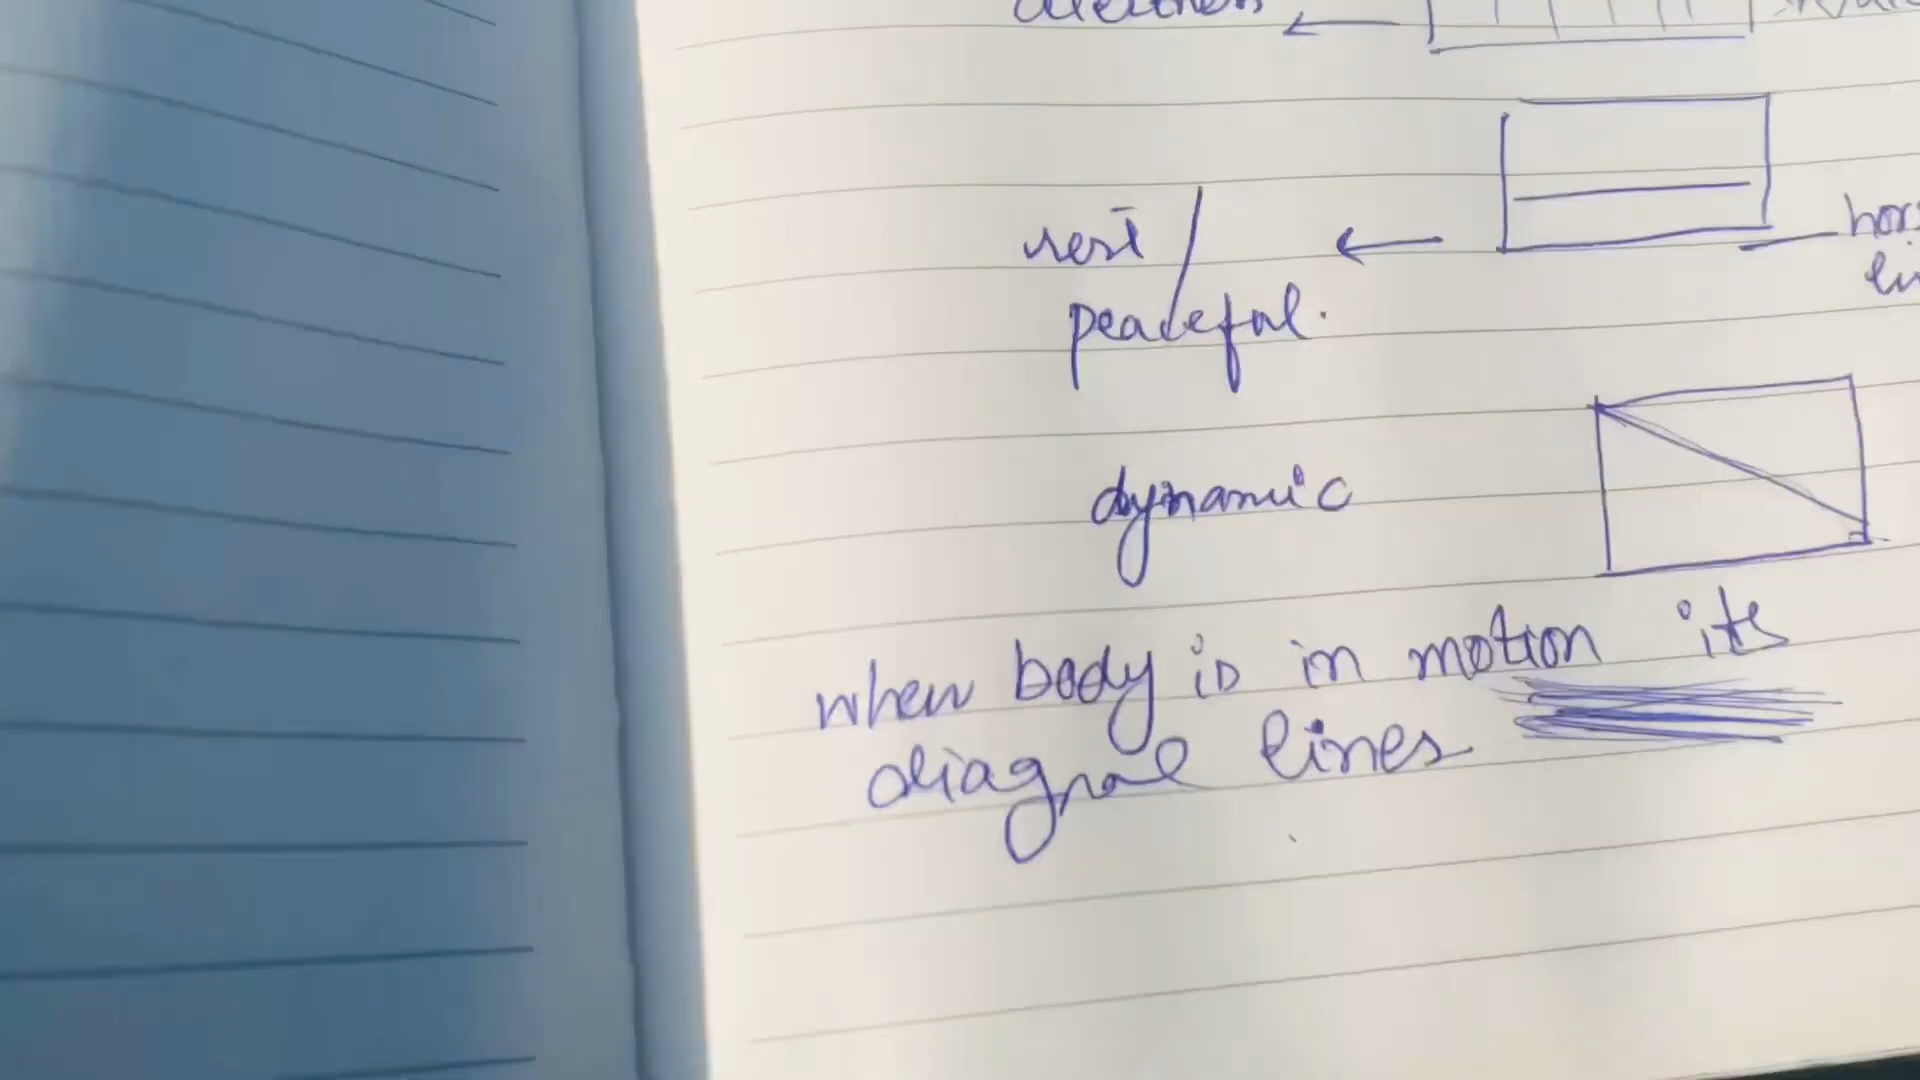 rest /
peaceful.
dynamic
when body is in motion its
diagnal lines